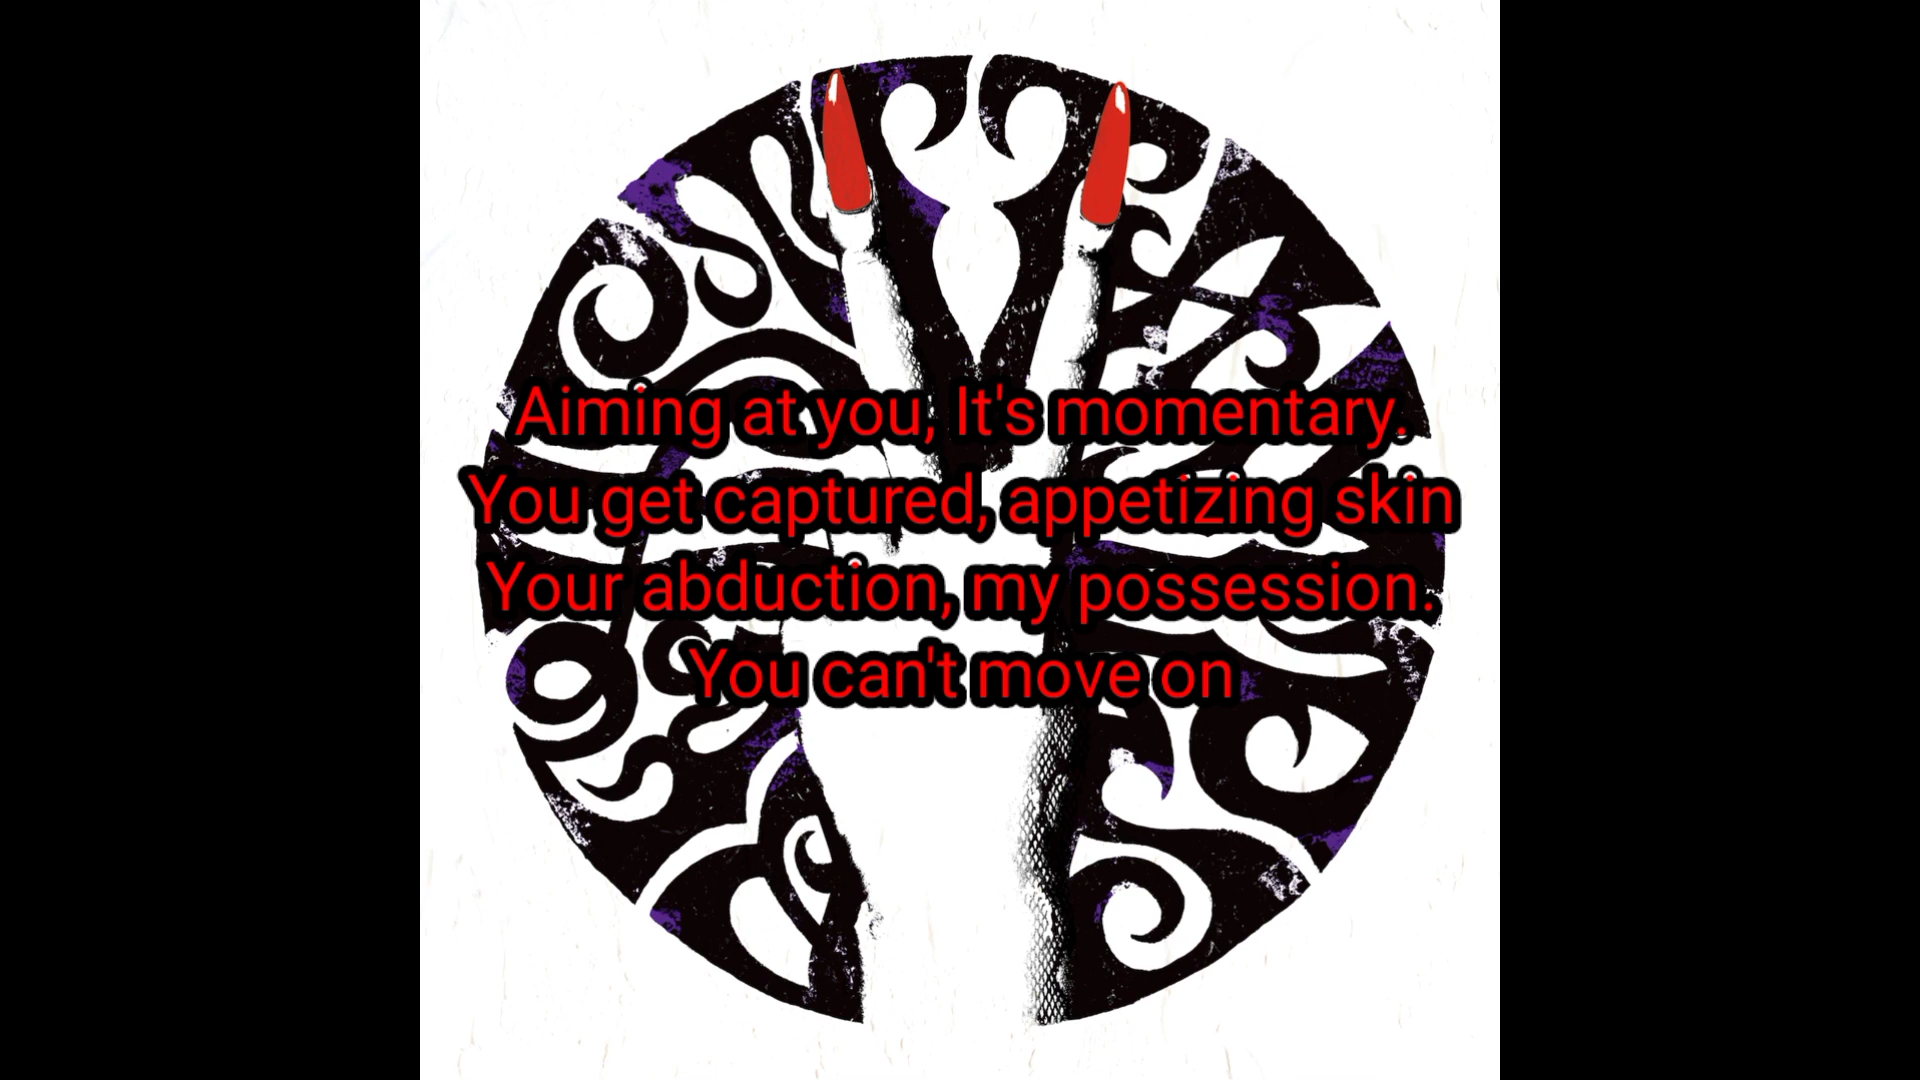 Aiming at you, It's momentary.
You get captured, appetizing skin
Your abduction, my possession.
You can't move on